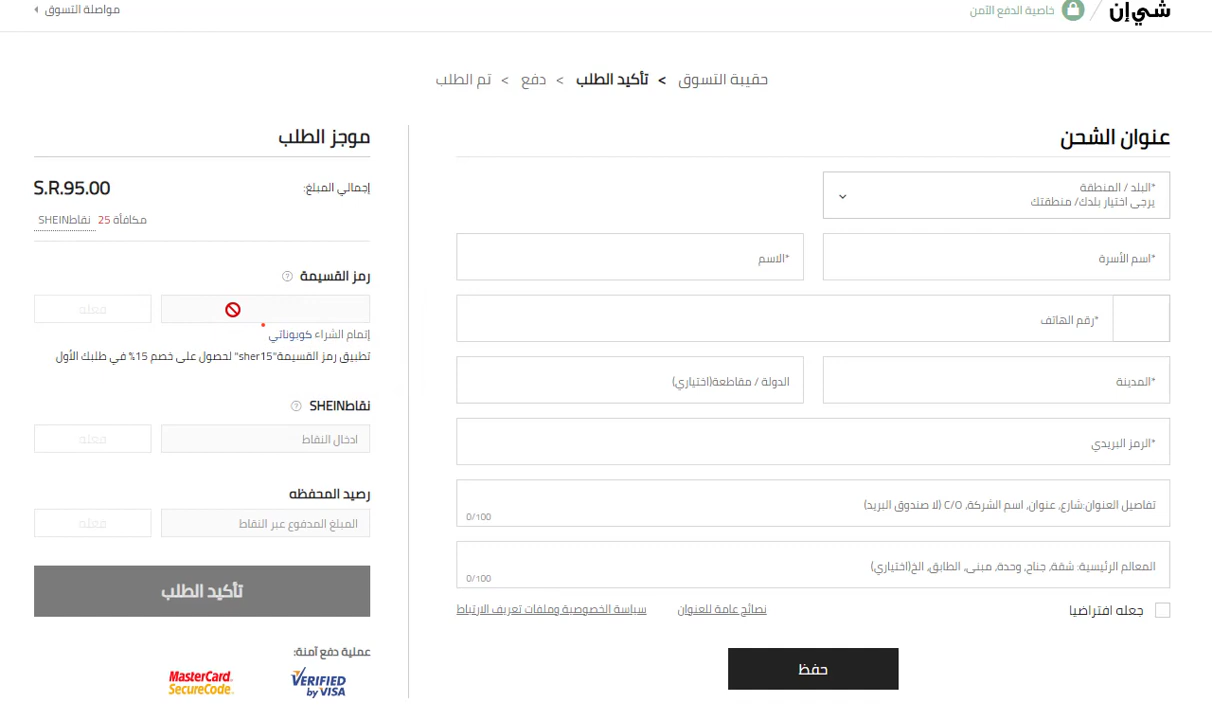 شي إن
خاصية الدفع الآمن
مواصلة التسوق
حقيبة التسوق > تأكيد الطلب > دفع > تم الطلب
عنوان الشحن
*البلد / المنطقة
يرجى اختيار بلدك/ منطقتك
*اسم الأسرة
*الاسم
*رقم الهاتف
*المدينة
الدولة / مقاطعة(اختياري)
*الرمز البريدي
تفاصيل العنوان:شارع, عنوان, اسم الشركة, C/O (لا صندوق البريد)
0/100
المعالم الرئيسية: شقة, جناح, وحدة, مبنى, الطابق, الخ(اختياري)
0/100
جعله افتراضيا
نصائح عامة للعنوان
سياسة الخصوصية وملفات تعريف الارتباط
حفظ
موجز الطلب
إجمالي المبلغ:
S.R.95.00
مكافأة 25 نقاطSHEIN
رمز القسيمة
فعله
إتمام الشراء كوبوناتي
تطبيق رمز القسيمة"sher15" لحصول على خصم 15% في طلبك الأول
نقاطSHEIN
ادخال النقاط
فعله
رصيد المحفظه
المبلغ المدفوع عبر النقاط
فعله
تأكيد الطلب
عملية دفع آمنة:
VERIFIED
by VISA
MasterCard.
SecureCode.